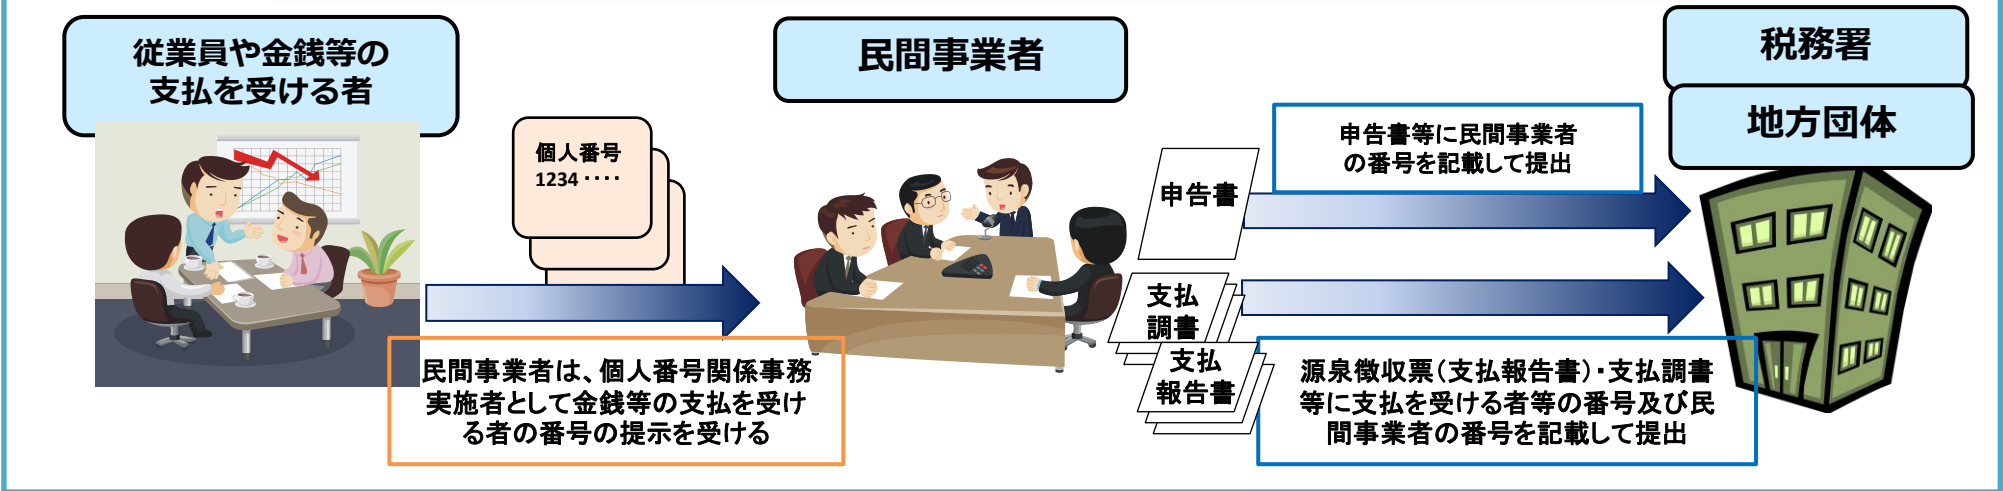 従業員や金銭等の
支払を受ける者
個人番号
1234 ････
民間事業者は、個人番号関係事務
実施者として金銭等の支払を受け
る者の番号の提示を受ける
民間事業者
申告書
支払
調書
支払
報告書
申告書等に民間事業者
の番号を記載して提出
源泉徴収票(支払報告書)・支払調書
等に支払を受ける者等の番号及び民
間事業者の番号を記載して提出
税務署
地方団体